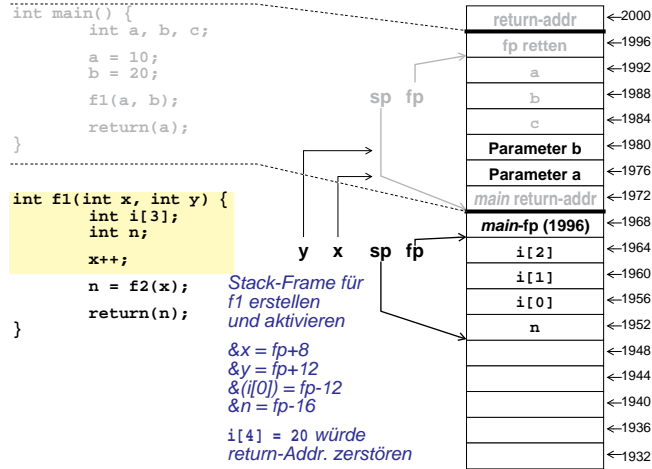 int main() {
int a, b, c;
a = 10;
b = 20;
f1(a, b);
return(a);
}
int f1(int x, int y) {
int i[3];
int n;
x++;
n = f2(x);
return(n);
}
sp fp
y x sp fp
Stack-Frame für
f1 erstellen
und aktivieren
&x = fp+8
&y = fp+12
&(i[0]) = fp-12
&n = fp-16
i[4] = 20 würde
return-Addr. zerstören
return-addr
fp retten
a
b
c
Parameter b
Parameter a
main return-addr
main-fp (1996)
i[2]
i[1]
i[0]
n
2000
1996
1992
1988
1984
1980
1976
1972
1968
1964
1960
1956
1952
1948
1944
1940
1936
1932